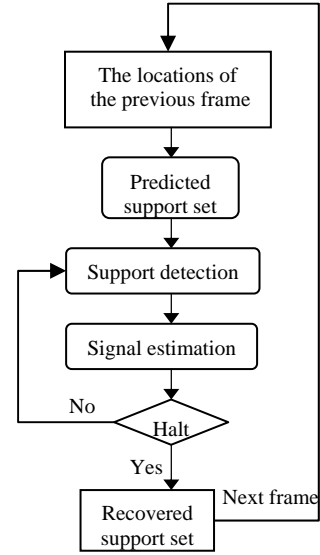 The locations of
the previous frame
Predicted
support set
Support detection
Signal estimation
No
Halt
Yes
Next frame
Recovered
support set